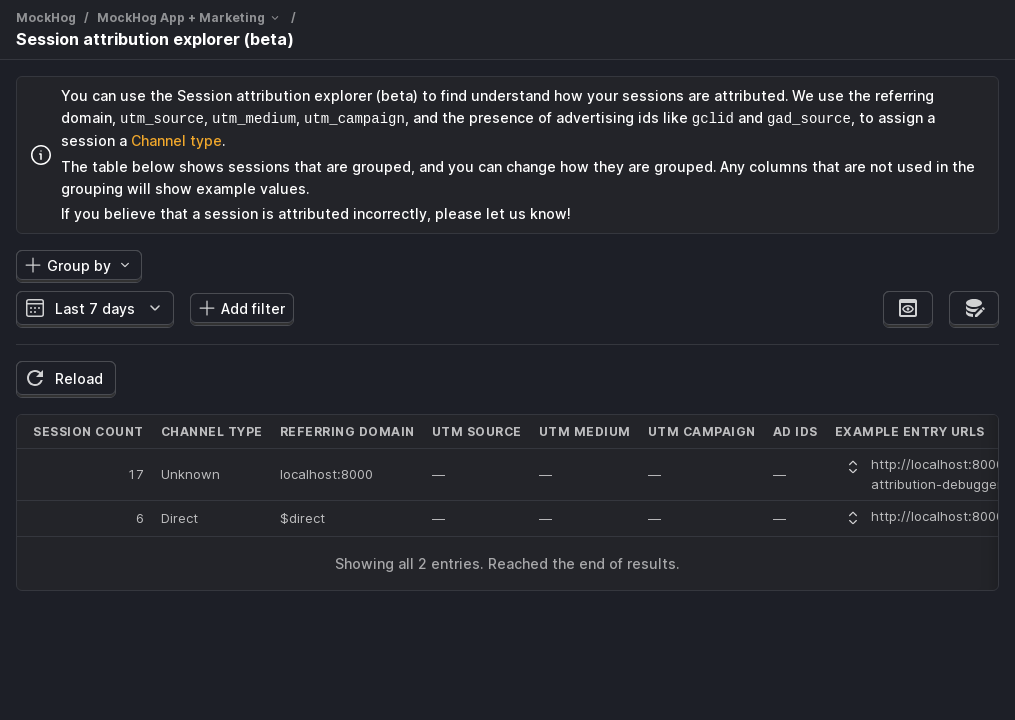 MockHog / MockHog App + Marketing /
Session attribution explorer (beta)
You can use the Session attribution explorer (beta) to find understand how your sessions are attributed. We use the referring
domain, utm_source, utm_medium, utm_campaign, and the presence of advertising ids like gclid and gad_source, to assign a
session a Channel type.
The table below shows sessions that are grouped, and you can change how they are grouped. Any columns that are not used in the
grouping will show example values.
If you believe that a session is attributed incorrectly, please let us know!
Group by
Last 7 days Add filter
Reload
SESSION COUNT CHANNEL TYPE REFERRING DOMAIN UTM SOURCE UTM MEDIUM UTM CAMPAIGN AD IDS EXAMPLE ENTRY URLS
17 Unknown localhost:8000 — — — — http://localhost:800
attribution-debugge
6 Direct $direct — — — — http://localhost:800
Showing all 2 entries. Reached the end of results.